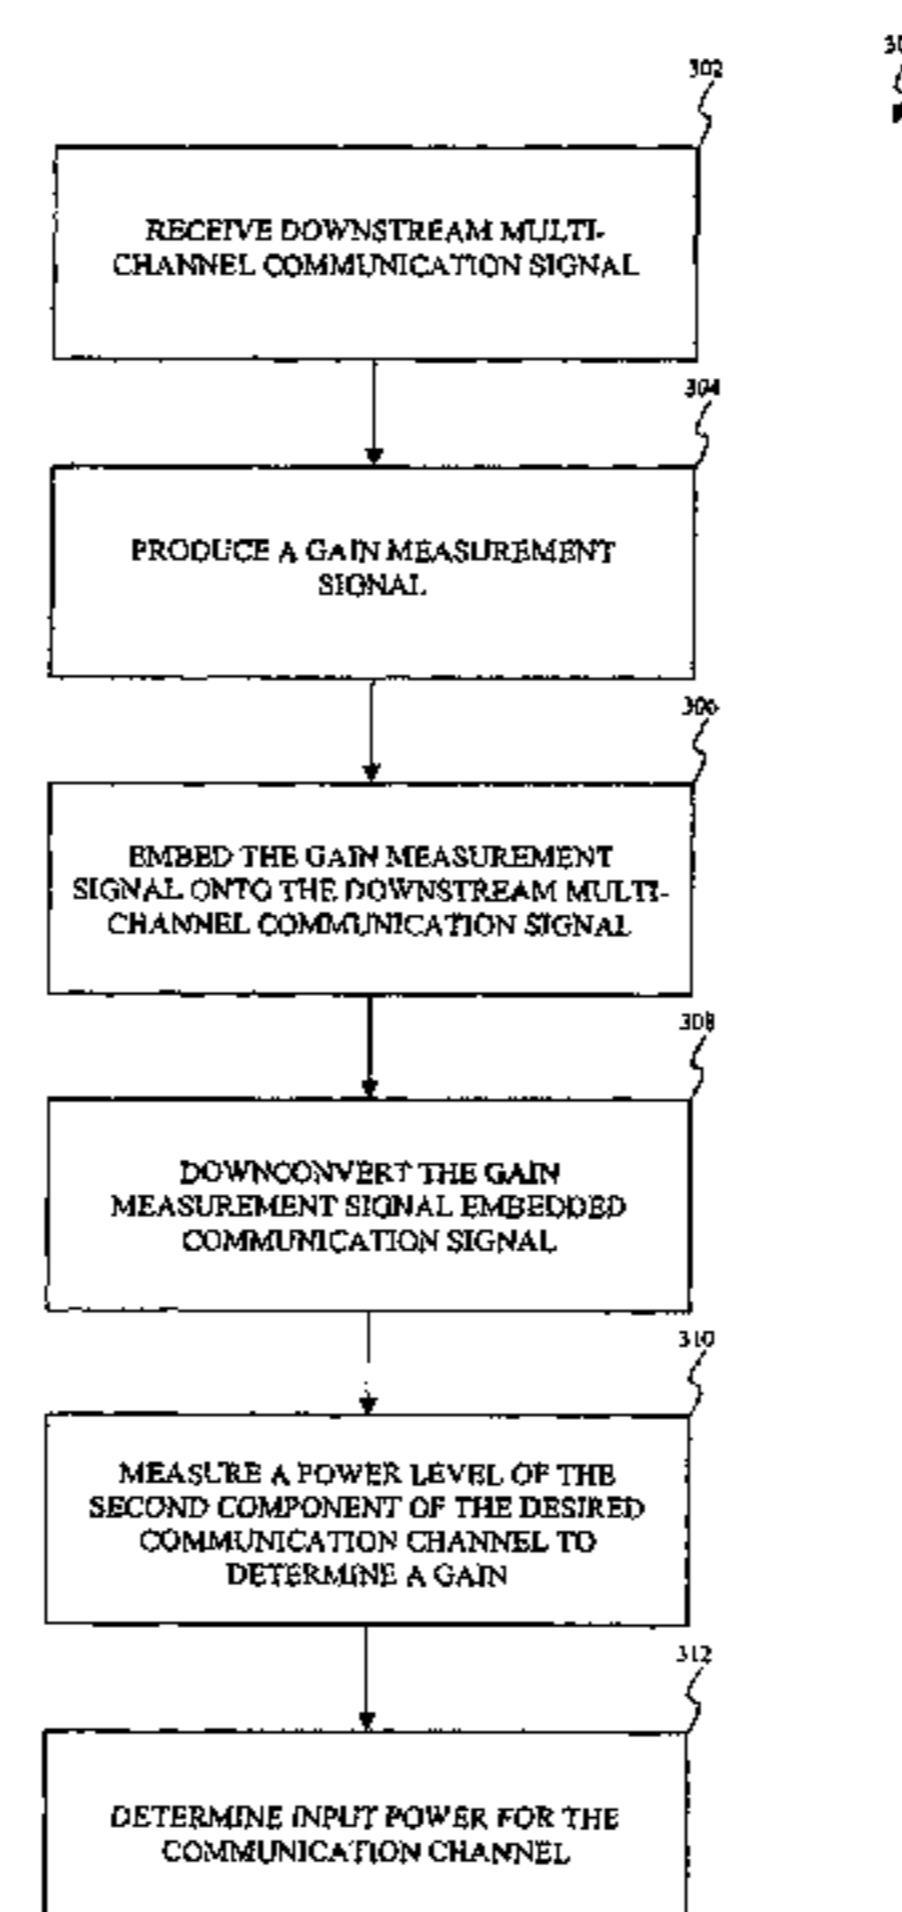 302
RECEIVE DOWNSTREAM MULTI-
CHANNEL COMMUNICATION SIGNAL
304
PRODUCE A GAIN MEASUREMENT
SIGNAL
306
EMBED THE GAIN MEASUREMENT
SIGNAL ONTO THE DOWNSTREAM MULTI-
CHANNEL COMMUNICATION SIGNAL
308
DOWNCONVERT THE GAIN
MEASUREMENT SIGNAL EMBEDDED
COMMUNICATION SIGNAL
310
MEASURE A POWER LEVEL OF THE
SECOND COMPONENT OF THE DESIRED
COMMUNICATION CHANNEL TO
DETERMINE A GAIN
312
DETERMINE INPUT POWER FOR THE
COMMUNICATION CHANNEL